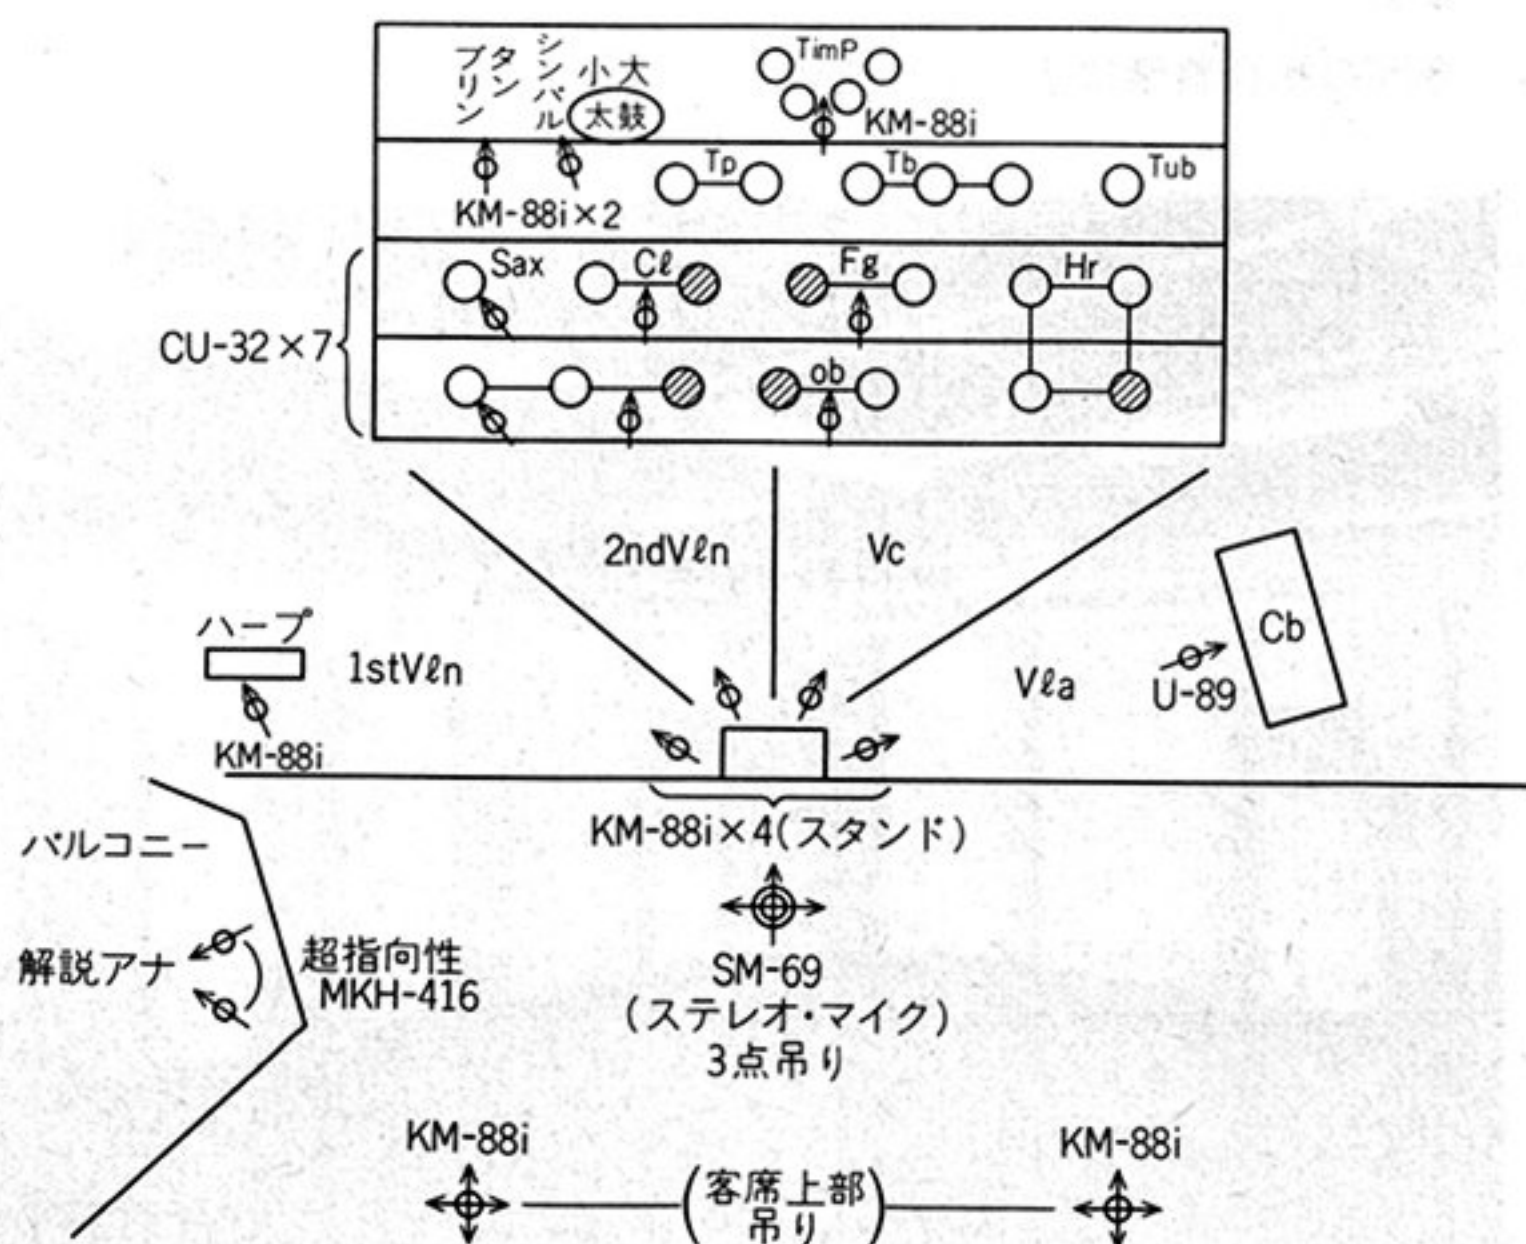 タン
ブリン
シンバル
小大
太鼓
TimP
KM-88i
KM-88i×2
Tp
Tb
Tub
CU-32×7
Sax
Cℓ
Fg
Hr
ob
2ndVℓn
Vc
ハープ
1stVℓn
KM-88i
Vℓa
U-89
Cb
KM-88i×4(スタンド)
バルコニー
解説アナ
超指向性
MKH-416
SM-69
(ステレオ・マイク)
3点吊り
KM-88i
(客席上部
吊り)
KM-88i